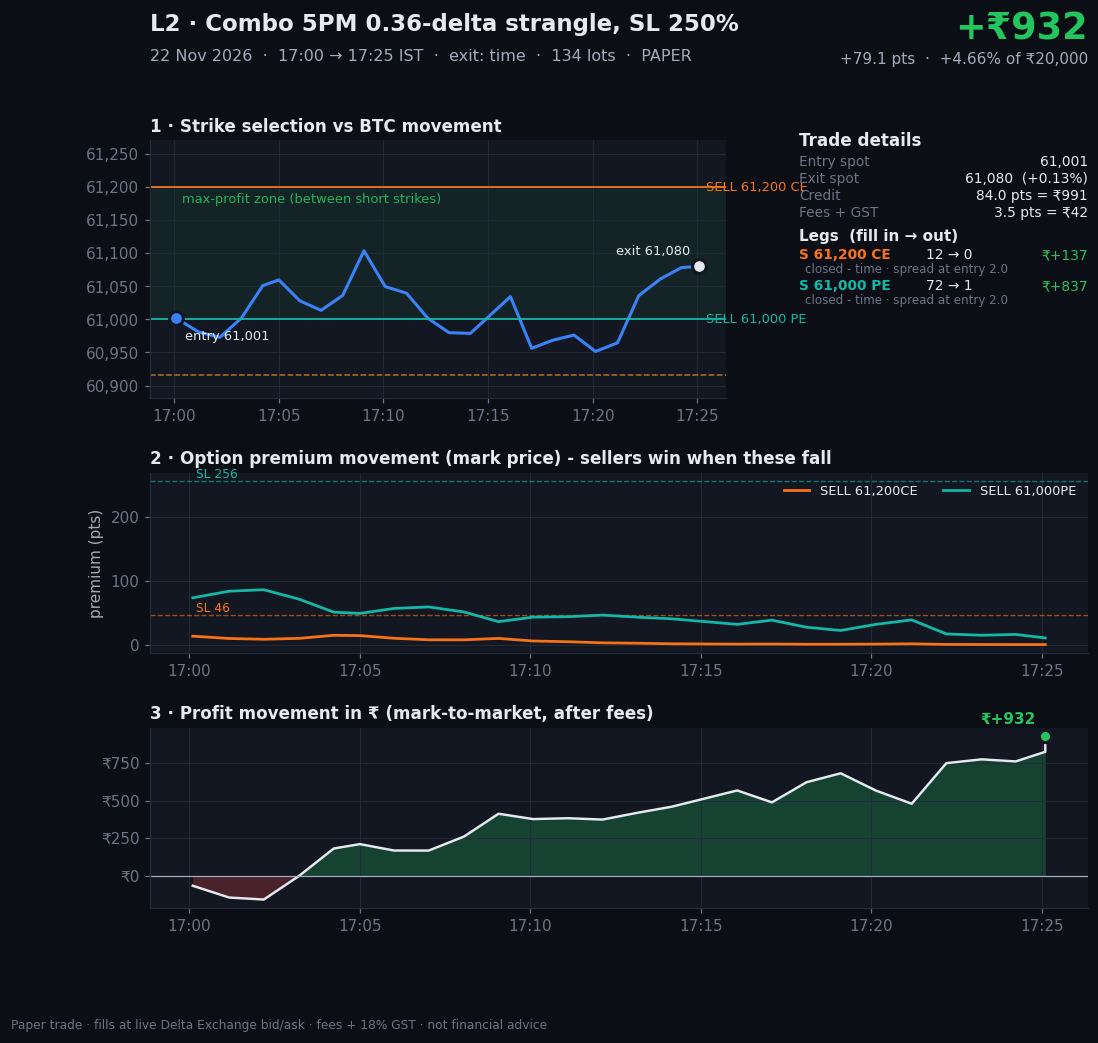 L2 · Combo 5PM 0.36-delta strangle, SL 250%
+₹932
22 Nov 2026 · 17:00 → 17:25 IST · exit: time · 134 lots · PAPER
+79.1 pts · +4.66% of ₹20,000
1 · Strike selection vs BTC movement
61,250
61,200
61,150
61,100
61,050
61,000
60,950
60,900
max-profit zone (between short strikes)
SELL 61,200 CE
exit 61,080
entry 61,001
SELL 61,000 PE
17:00 17:05 17:10 17:15 17:20 17:25
Trade details
Entry spot 61,001
Exit spot 61,080 (+0.13%)
Credit 84.0 pts = ₹991
Fees + GST 3.5 pts = ₹42
Legs (fill in → out)
S 61,200 CE 12 → 0 ₹+137
closed - time · spread at entry 2.0
S 61,000 PE 72 → 1 ₹+837
closed - time · spread at entry 2.0
2 · Option premium movement (mark price) - sellers win when these fall
SL 256
SELL 61,200CE SELL 61,000PE
premium (pts)
200
100
0
SL 46
17:00 17:05 17:10 17:15 17:20 17:25
3 · Profit movement in ₹ (mark-to-market, after fees)
₹+932
₹750
₹500
₹250
₹0
17:00 17:05 17:10 17:15 17:20 17:25
Paper trade · fills at live Delta Exchange bid/ask · fees + 18% GST · not financial advice